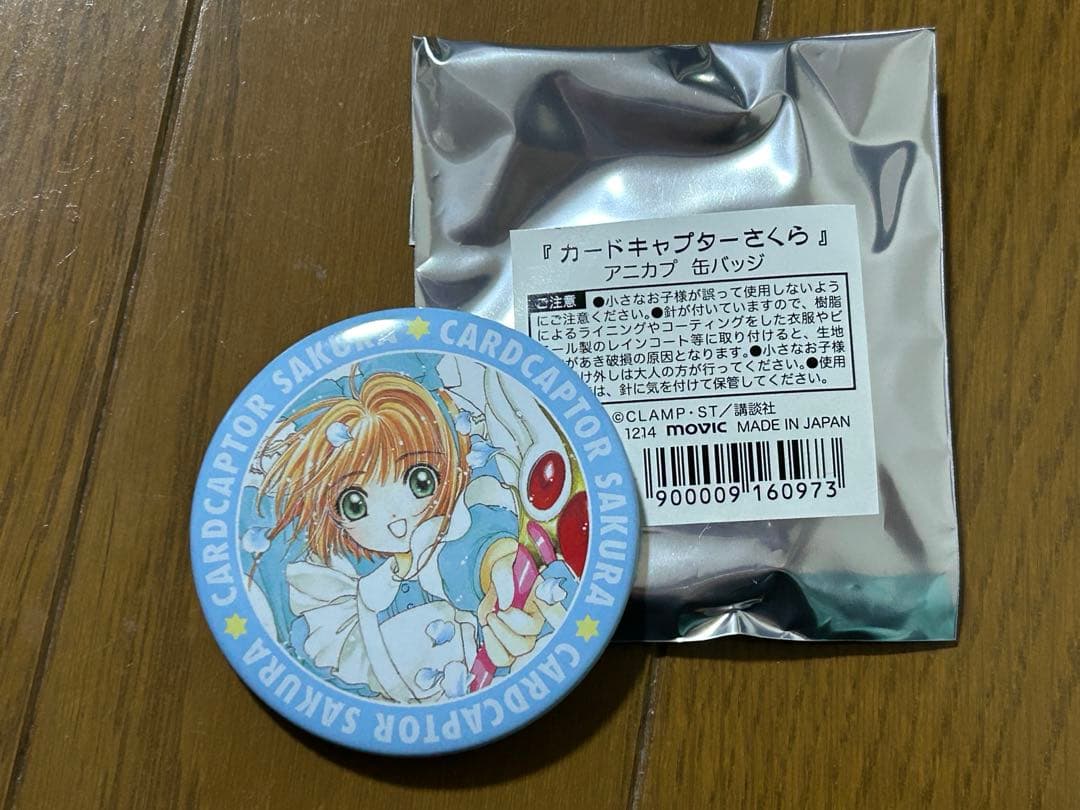 『カードキャプターさくら』
アニカプ 缶バッジ
ご注意 ●小さなお子様が誤って使用しないよう
にご注意ください。●針が付いていますので、樹脂
によるライニングやコーティングをした衣服やビ
ニール製のレインコート等に取り付けると、生地
があき破損の原因となります。●小さなお子様
け外しは大人の方が行ってください。●使用
は、針に気を付けて保管してください。
©CLAMP・ST／講談社
1214 movic MADE IN JAPAN
900009 160973
CARDCAPTOR SAKURA
CARDCAPTOR SAKURA
CARDCAPTOR SAKURA